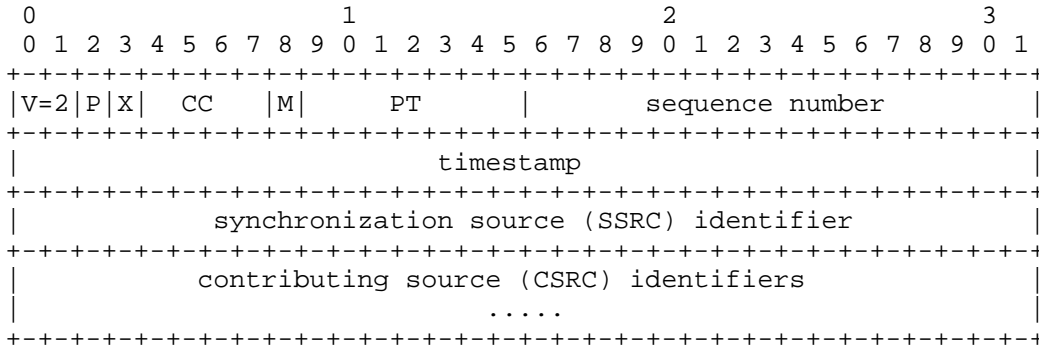 0                   1                   2                   3
 0 1 2 3 4 5 6 7 8 9 0 1 2 3 4 5 6 7 8 9 0 1 2 3 4 5 6 7 8 9 0 1
+-+-+-+-+-+-+-+-+-+-+-+-+-+-+-+-+-+-+-+-+-+-+-+-+-+-+-+-+-+-+-+-+
|V=2|P|X|  CC   |M|     PT      |       sequence number         |
+-+-+-+-+-+-+-+-+-+-+-+-+-+-+-+-+-+-+-+-+-+-+-+-+-+-+-+-+-+-+-+-+
|                           timestamp                           |
+-+-+-+-+-+-+-+-+-+-+-+-+-+-+-+-+-+-+-+-+-+-+-+-+-+-+-+-+-+-+-+-+
|           synchronization source (SSRC) identifier            |
+-+-+-+-+-+-+-+-+-+-+-+-+-+-+-+-+-+-+-+-+-+-+-+-+-+-+-+-+-+-+-+-+
|           contributing source (CSRC) identifiers              |
|                             .....                             |
+-+-+-+-+-+-+-+-+-+-+-+-+-+-+-+-+-+-+-+-+-+-+-+-+-+-+-+-+-+-+-+-+